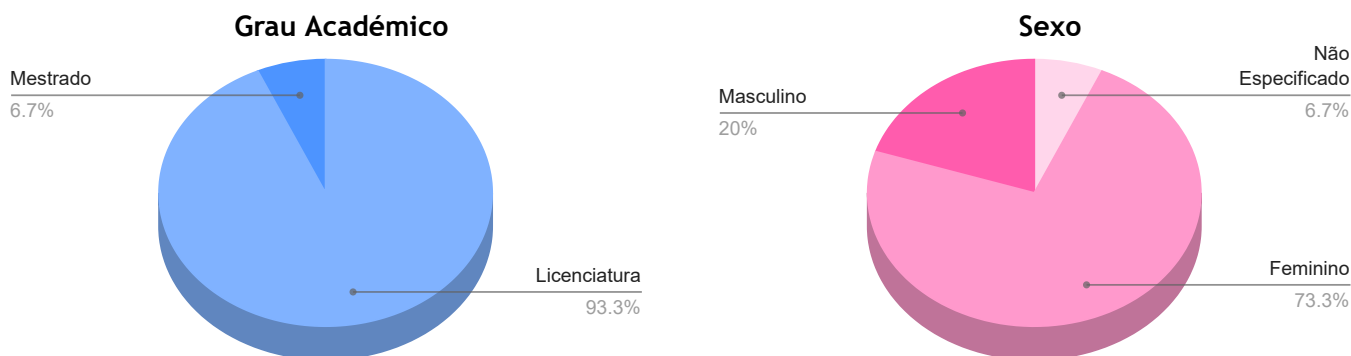 Grau Académico
Mestrado
6.7%
Licenciatura
93.3%
Sexo
Não
Especificado
6.7%
Masculino
20%
Feminino
73.3%